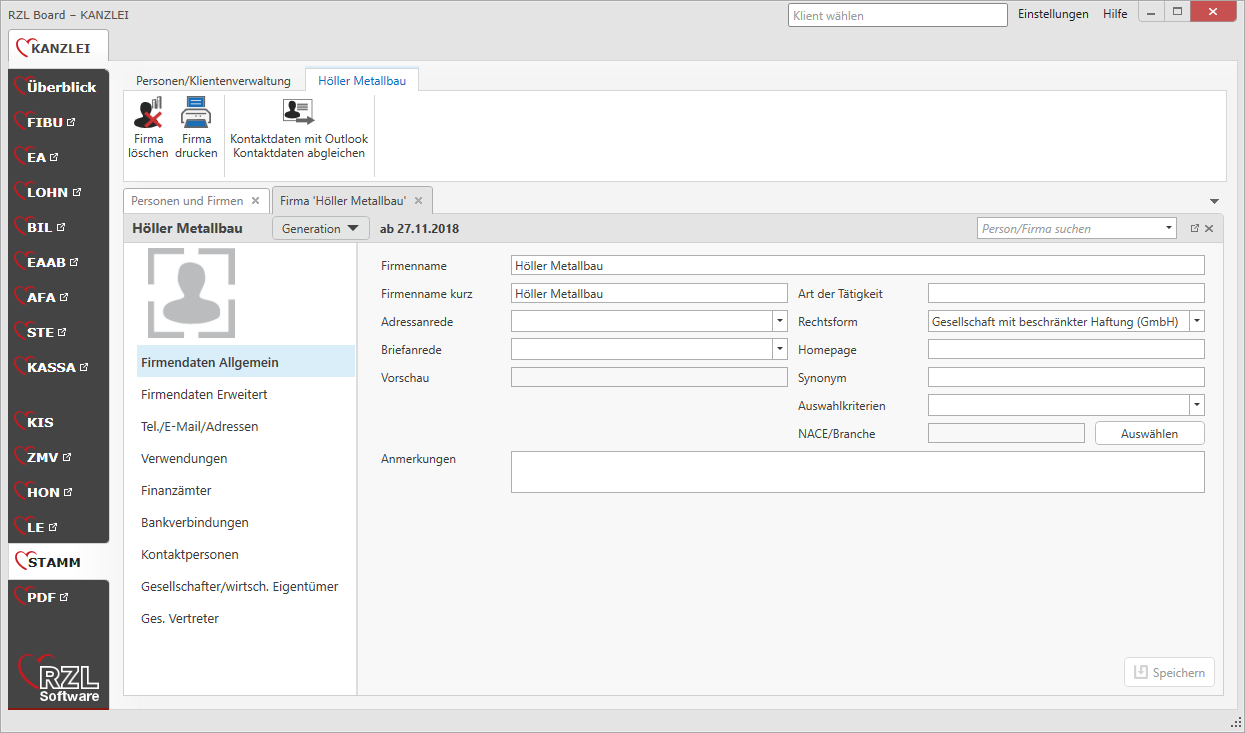 RZL Board – KANZLEI
Klient wählen
Einstellungen
Hilfe
KANZLEI
Überblick
FIBU
EA
LOHN
BIL
EAAB
AFA
STE
KASSA
KIS
ZMV
HON
LE
STAMM
PDF
RZL
Software
Personen/Klientenverwaltung
Höller Metallbau
Firma
löschen
Firma
drucken
Kontaktdaten mit Outlook
Kontaktdaten abgleichen
Personen und Firmen
Firma 'Höller Metallbau'
Höller Metallbau
Generation
ab 27.11.2018
Person/Firma suchen
Firmendaten Allgemein
Firmendaten Erweitert
Tel./E-Mail/Adressen
Verwendungen
Finanzämter
Bankverbindungen
Kontaktpersonen
Gesellschafter/wirtsch. Eigentümer
Ges. Vertreter
Firmenname
Höller Metallbau
Firmenname kurz
Höller Metallbau
Art der Tätigkeit
Adressanrede
Rechtsform
Gesellschaft mit beschränkter Haftung (GmbH)
Briefanrede
Homepage
Vorschau
Synonym
Auswahlkriterien
NACE/Branche
Auswählen
Anmerkungen
Speichern